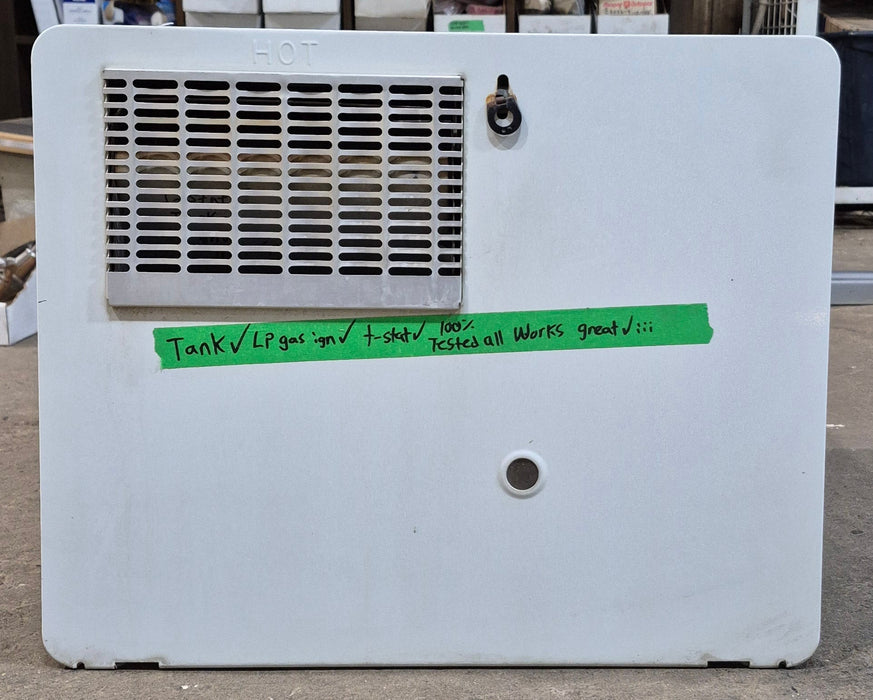 HOT
TanK✓ LP gas ign✓ t-stat✓ 100%
Tested all Works great✓:::